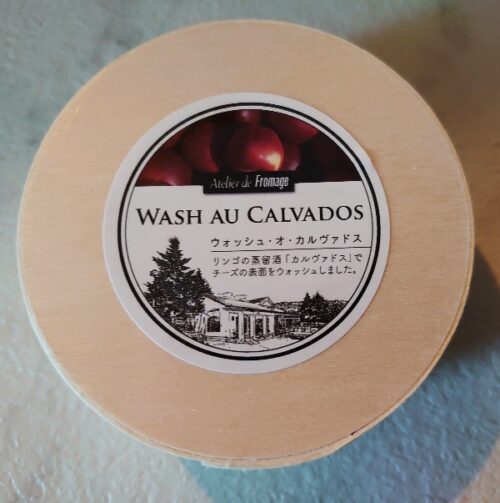 Atelier de Fromage
WASH AU CALVADOS
ウォッシュ・オ・カルヴァドス
リンゴの蒸留酒「カルヴァドス」で
チーズの表面をウォッシュしました。